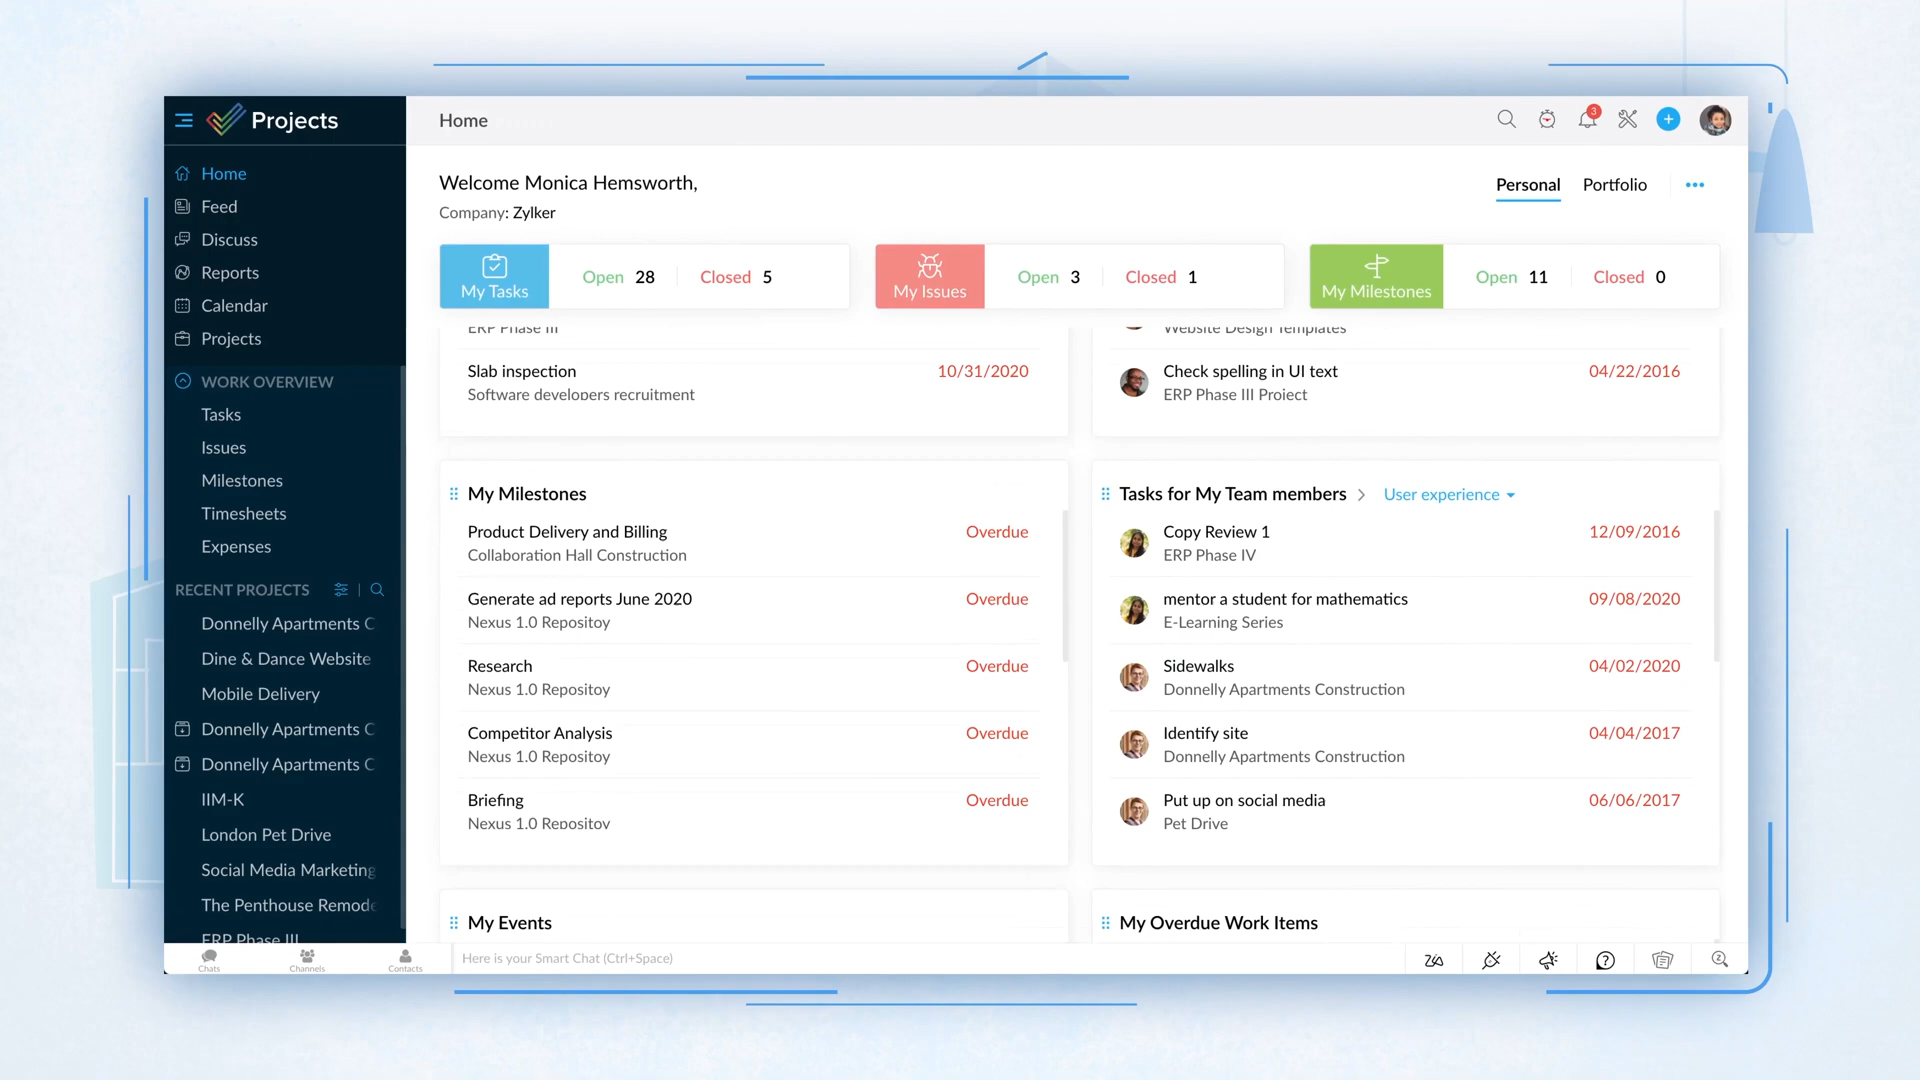 Projects
Home
3
Home
Feed
Discuss
Reports
Calendar
Projects
WORK OVERVIEW
Tasks
Issues
Milestones
Timesheets
Expenses
RECENT PROJECTS
Donnelly Apartments C
Dine & Dance Website
Mobile Delivery
Donnelly Apartments C
Donnelly Apartments C
IIM-K
London Pet Drive
Social Media Marketing
The Penthouse Remode
ERP Phase III
Welcome Monica Hemsworth,
Company: Zylker
Personal Portfolio
My Tasks Open 28 Closed 5
My Issues Open 3 Closed 1
My Milestones Open 11 Closed 0
ERP Phase III
Slab inspection 10/31/2020
Software developers recruitment
Website Design Templates
Check spelling in UI text 04/22/2016
ERP Phase III Project
My Milestones
Product Delivery and Billing Overdue
Collaboration Hall Construction
Generate ad reports June 2020 Overdue
Nexus 1.0 Repositoy
Research Overdue
Nexus 1.0 Repositoy
Competitor Analysis Overdue
Nexus 1.0 Repositoy
Briefing Overdue
Nexus 1.0 Repositoy
Tasks for My Team members User experience
Copy Review 1 12/09/2016
ERP Phase IV
mentor a student for mathematics 09/08/2020
E-Learning Series
Sidewalks 04/02/2020
Donnelly Apartments Construction
Identify site 04/04/2017
Donnelly Apartments Construction
Put up on social media 06/06/2017
Pet Drive
My Events
My Overdue Work Items
Chats
Channels
Contacts
Here is your Smart Chat (Ctrl+Space)